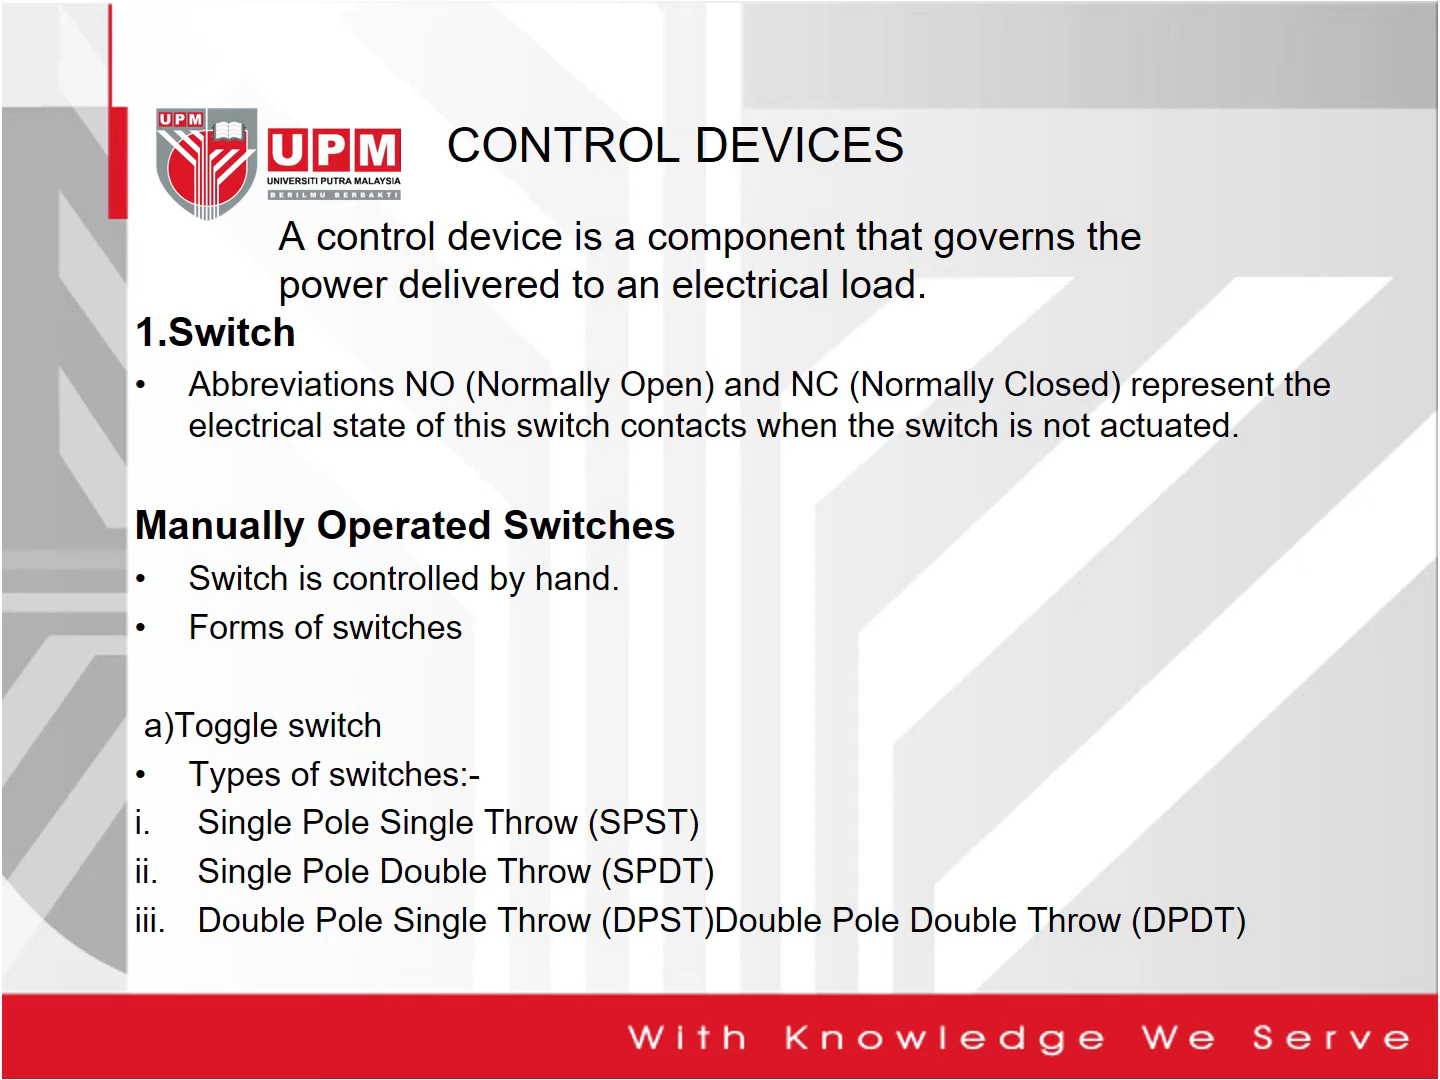 UPM
UPM
UNIVERSITI PUTRA MALAYSIA
BERILMU BERBAKTI
CONTROL DEVICES
A control device is a component that governs the
power delivered to an electrical load.
1.Switch
• Abbreviations NO (Normally Open) and NC (Normally Closed) represent the
electrical state of this switch contacts when the switch is not actuated.
Manually Operated Switches
• Switch is controlled by hand.
• Forms of switches
a)Toggle switch
• Types of switches:-
i. Single Pole Single Throw (SPST)
ii. Single Pole Double Throw (SPDT)
iii. Double Pole Single Throw (DPST)Double Pole Double Throw (DPDT)
With Knowledge We Serve